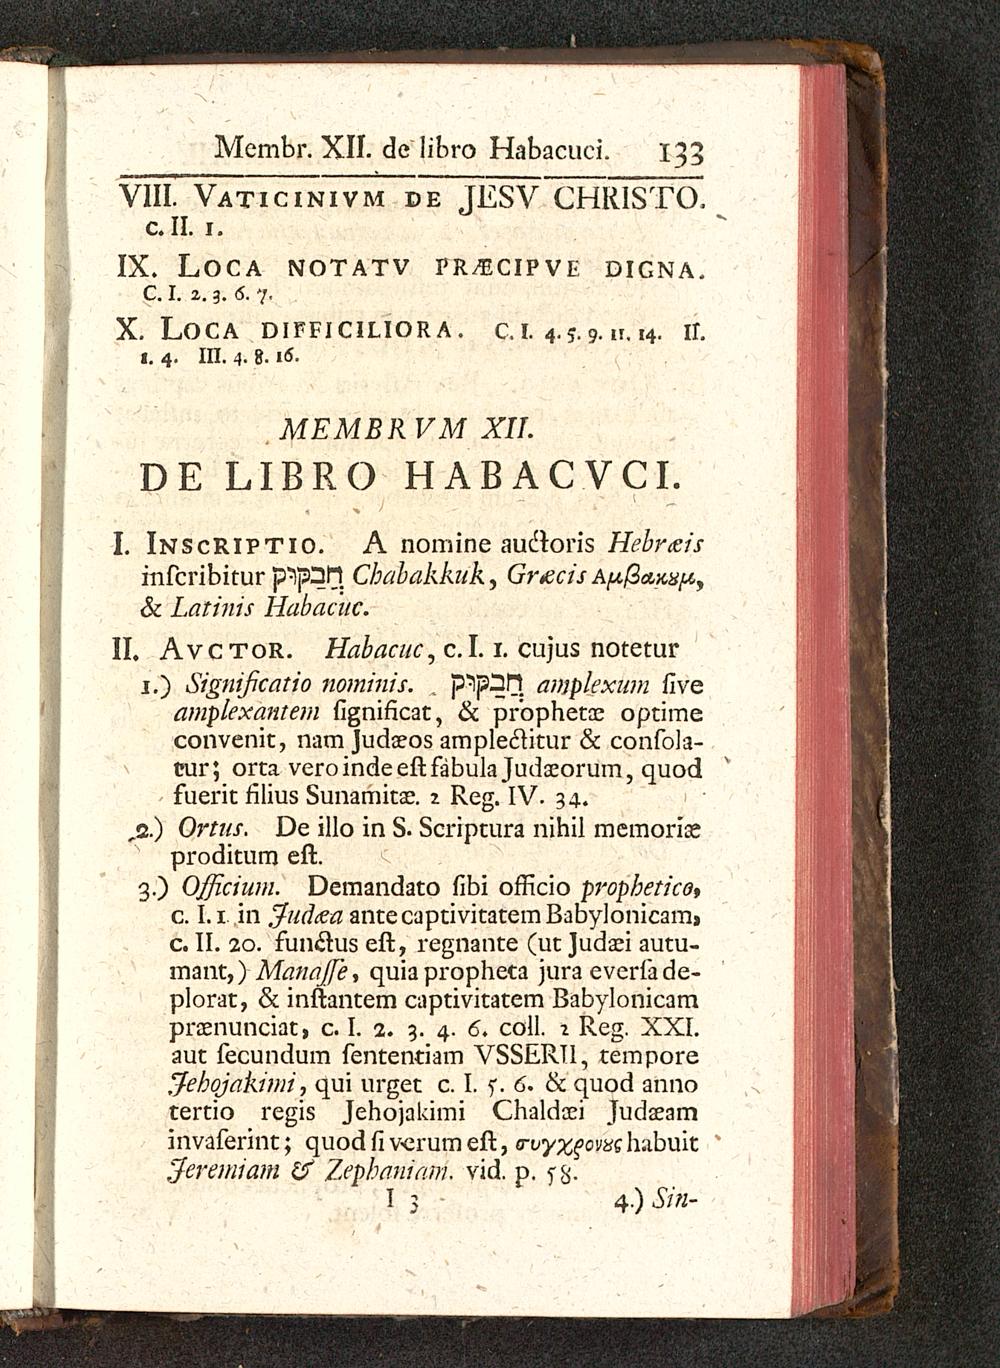 Membr. XII. de libro Habacuci. 133
VIII. VATICINIVM DE JESV CHRISTO.
c. II. 1.
IX. LOCA NOTATV PRÆCIPVE DIGNA.
C. I. 2. 3. 6. 7.
X. LOCA DIFFICILIORA. C. I. 4. 5. 9. 11. 14. II.
1. 4. III. 4. 8. 16.
MEMBRVM XII.
DE LIBRO HABACVCI.
I. INSCRIPTIO. A nomine auctoris Hebræis
inſcribitur חֲבַקּוּק Chabakkuk, Græcis Αμβακȣμ,
& Latinis Habacuc.
II. AVCTOR. Habacuc, c. I. 1. cujus notetur
1.) Significatio nominis. חֲבַקּוּק amplexum ſive
amplexantem ſignificat, & prophetæ optime
convenit, nam Judæos amplectitur & conſola-
tur; orta vero inde eſt fabula Judæorum, quod
fuerit filius Sunamitæ. 2 Reg. IV. 34.
2.) Ortus. De illo in S. Scriptura nihil memoriæ
proditum eſt.
3.) Officium. Demandato ſibi officio prophetico,
c. I. 1 in Judæa ante captivitatem Babylonicam,
c. II. 20. functus eſt, regnante (ut Judæi autu-
mant,) Manaſſe, quia propheta jura everſa de-
plorat, & inſtantem captivitatem Babylonicam
prænunciat, c. I. 2. 3. 4. 6. coll. 2 Reg. XXI.
aut ſecundum ſententiam VSSERII, tempore
Jehojakimi, qui urget c. I. 5. 6. & quod anno
tertio regis Jehojakimi Chaldæi Judæam
invaſerint; quod ſi verum eſt, συγχρονȣς habuit
Jeremiam & Zephaniam. vid. p. 58.
I 3 4.) Sin-